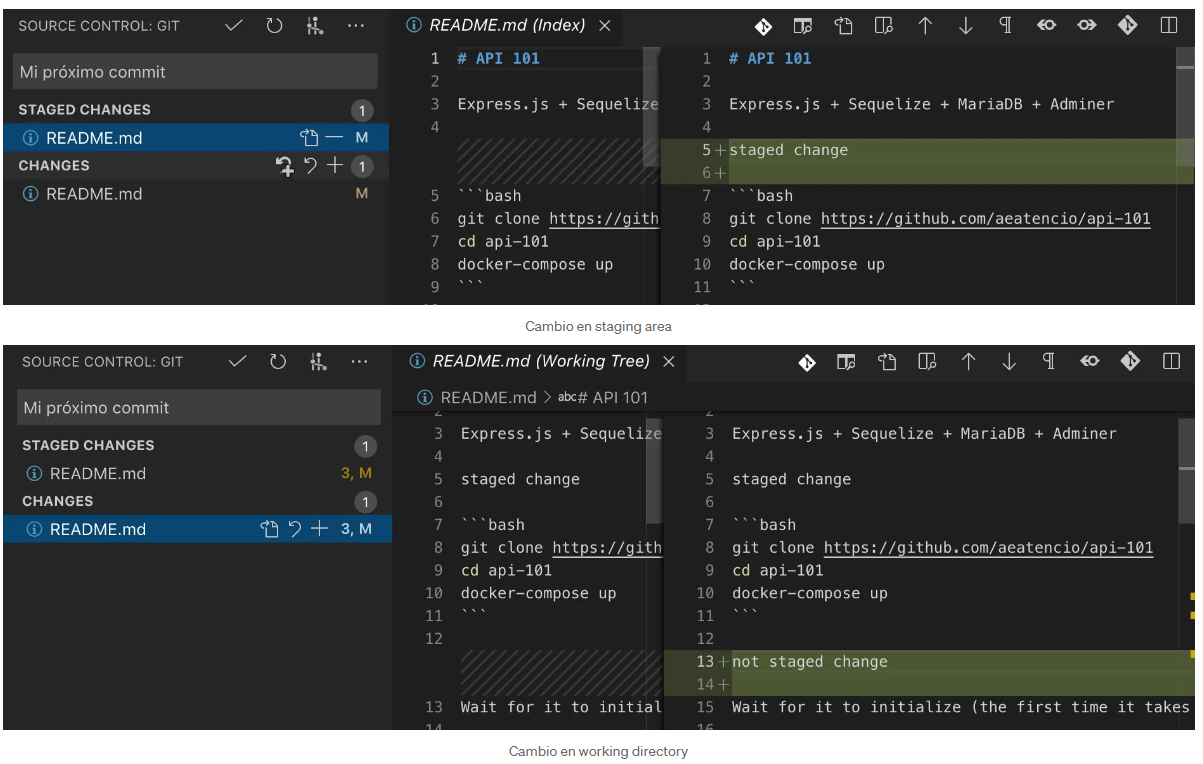 SOURCE CONTROL: GIT
README.md (Index)
Mi próximo commit
STAGED CHANGES 1
README.md M
CHANGES 1
README.md M
1 # API 101
2
3 Express.js + Sequelize
4
5 ```bash
6 git clone https://gith
7 cd api-101
8 docker-compose up
9 ```
1 # API 101
2
3 Express.js + Sequelize + MariaDB + Adminer
4
5 + staged change
6 +
7 ```bash
8 git clone https://github.com/aeatencio/api-101
9 cd api-101
10 docker-compose up
11 ```
Cambio en staging area
SOURCE CONTROL: GIT
README.md (Working Tree)
Mi próximo commit
STAGED CHANGES 1
README.md 3, M
CHANGES 1
README.md 3, M
README.md > abc # API 101
2
3 Express.js + Sequelize
4
5 staged change
6
7 ```bash
8 git clone https://gith
9 cd api-101
10 docker-compose up
11 ```
12
13 Wait for it to initial
14
2
3 Express.js + Sequelize + MariaDB + Adminer
4
5 staged change
6
7 ```bash
8 git clone https://github.com/aeatencio/api-101
9 cd api-101
10 docker-compose up
11 ```
12
13 + not staged change
14 +
15 Wait for it to initialize (the first time it takes
16
Cambio en working directory